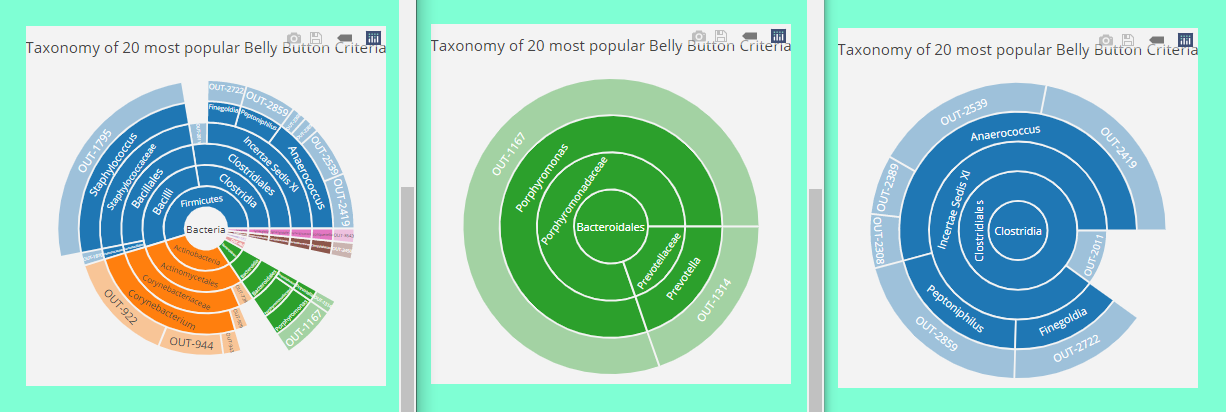 Taxonomy of 20 most popular Belly Button Criteria
OUT-2722
OUT-2859
Finegoldia
Peptoniphilus
OUT-1795
Staphylococcus
Staphylococcaceae
Bacillales
Bacilli
Firmicutes
Clostridia
Clostridiales
Incertae Sedis XI
Anaerococcus
OUT-2539
OUT-2419
Bacteria
Actinobacteria
Actinomycetales
Corynebacteriaceae
Corynebacterium
OUT-922
OUT-944
Bacteroidales
Porphyromonas
OUT-1167
Taxonomy of 20 most popular Belly Button Criteria
OUT-1167
Porphyromonas
Porphyromonadaceae
Bacteroidales
Prevotellaceae
Prevotella
OUT-1314
Taxonomy of 20 most popular Belly Button Criteria
OUT-2539
OUT-2419
Anaerococcus
OUT-2389
OUT-2308
Incertae Sedis XI
Clostridiales
Clostridia
OUT-2011
Peptoniphilus
Finegoldia
OUT-2859
OUT-2722